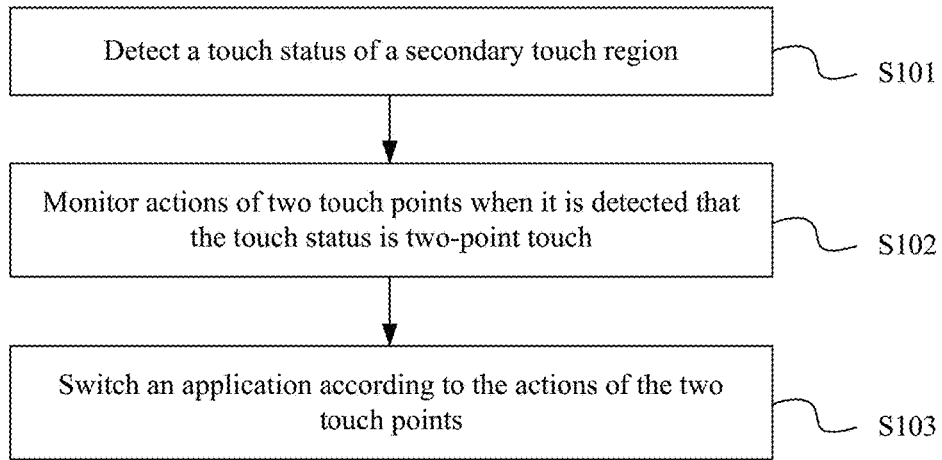 Detect a touch status of a secondary touch region
S101
Monitor actions of two touch points when it is detected that
the touch status is two-point touch
S102
Switch an application according to the actions of the two
touch points
S103